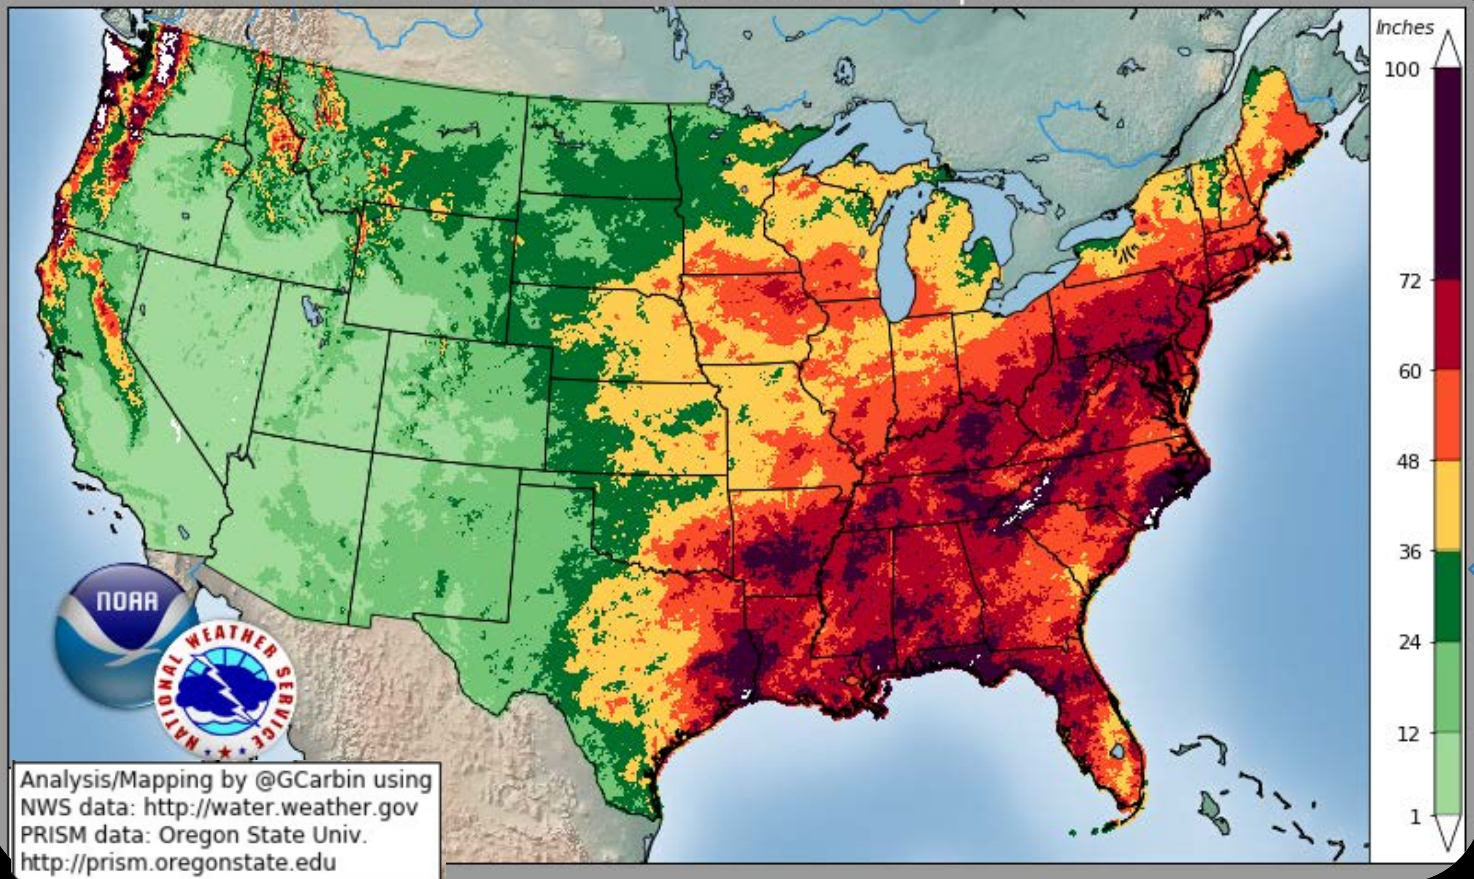 Inches
100
72
60
48
36
24
12
1
NOAA
NATIONAL WEATHER SERVICE
Analysis/Mapping by @GCarbin using
NWS data: http://water.weather.gov
PRISM data: Oregon State Univ.
http://prism.oregonstate.edu